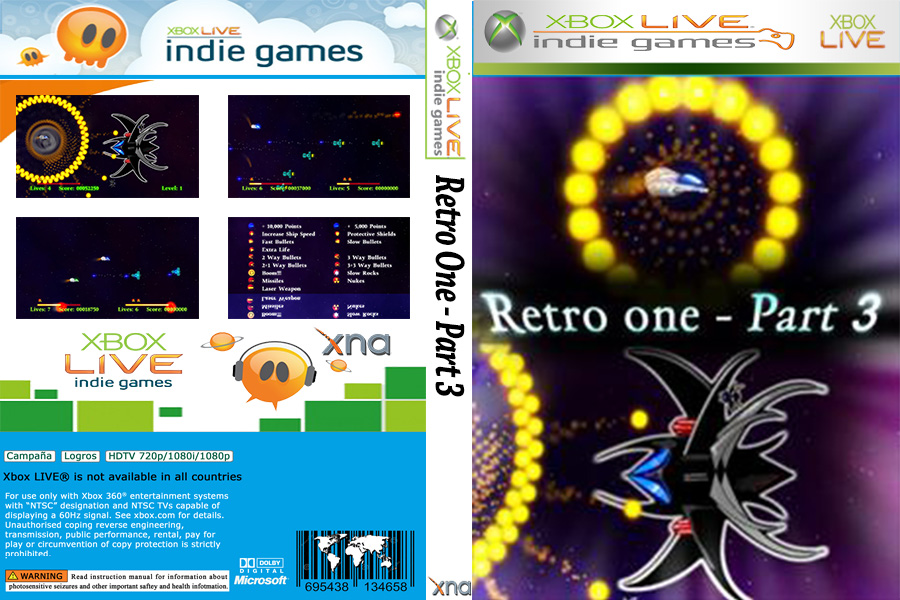 XBOX LIVE
indie games
Lives: 4 Score: 00052250 Level: 1
Lives: 6 Score: 00037000 Lives: 5 Score: 00000000
Lives: 7 Score: 00018750 Lives: 6 Score: 00000000
+ 10,000 Points + 5,000 Points
Increase Ship Speed Protective Shields
Fast Bullets Slow Bullets
Extra Life
2 Way Bullets 3 Way Bullets
2-1 Way Bullets 3-3 Way Bullets
Boom!!! Slow Rocks
Missiles Nukes
Laser Weapon
XBOX
LIVE
indie games
xna
Campaña Logros HDTV 720p/1080i/1080p
Xbox LIVE® is not available in all countries
For use only with Xbox 360® entertainment systems
with “NTSC” designation and NTSC TVs capable of
displaying a 60Hz signal. See xbox.com for details.
Unauthorised coping reverse engineering,
transmission, public performance, rental, pay for
play or circumvention of copy protection is strictly
prohibited.
WARNING Read instruction manual for information about
photosensitive seizures and other important saftey and health infotmation.
DOLBY
DIGITAL
Microsoft
695438 134658
XBOX LIVE
indie games
Retro One - Part 3
xna
XBOX LIVE
indie games
XBOX
LIVE
Retro one - Part 3